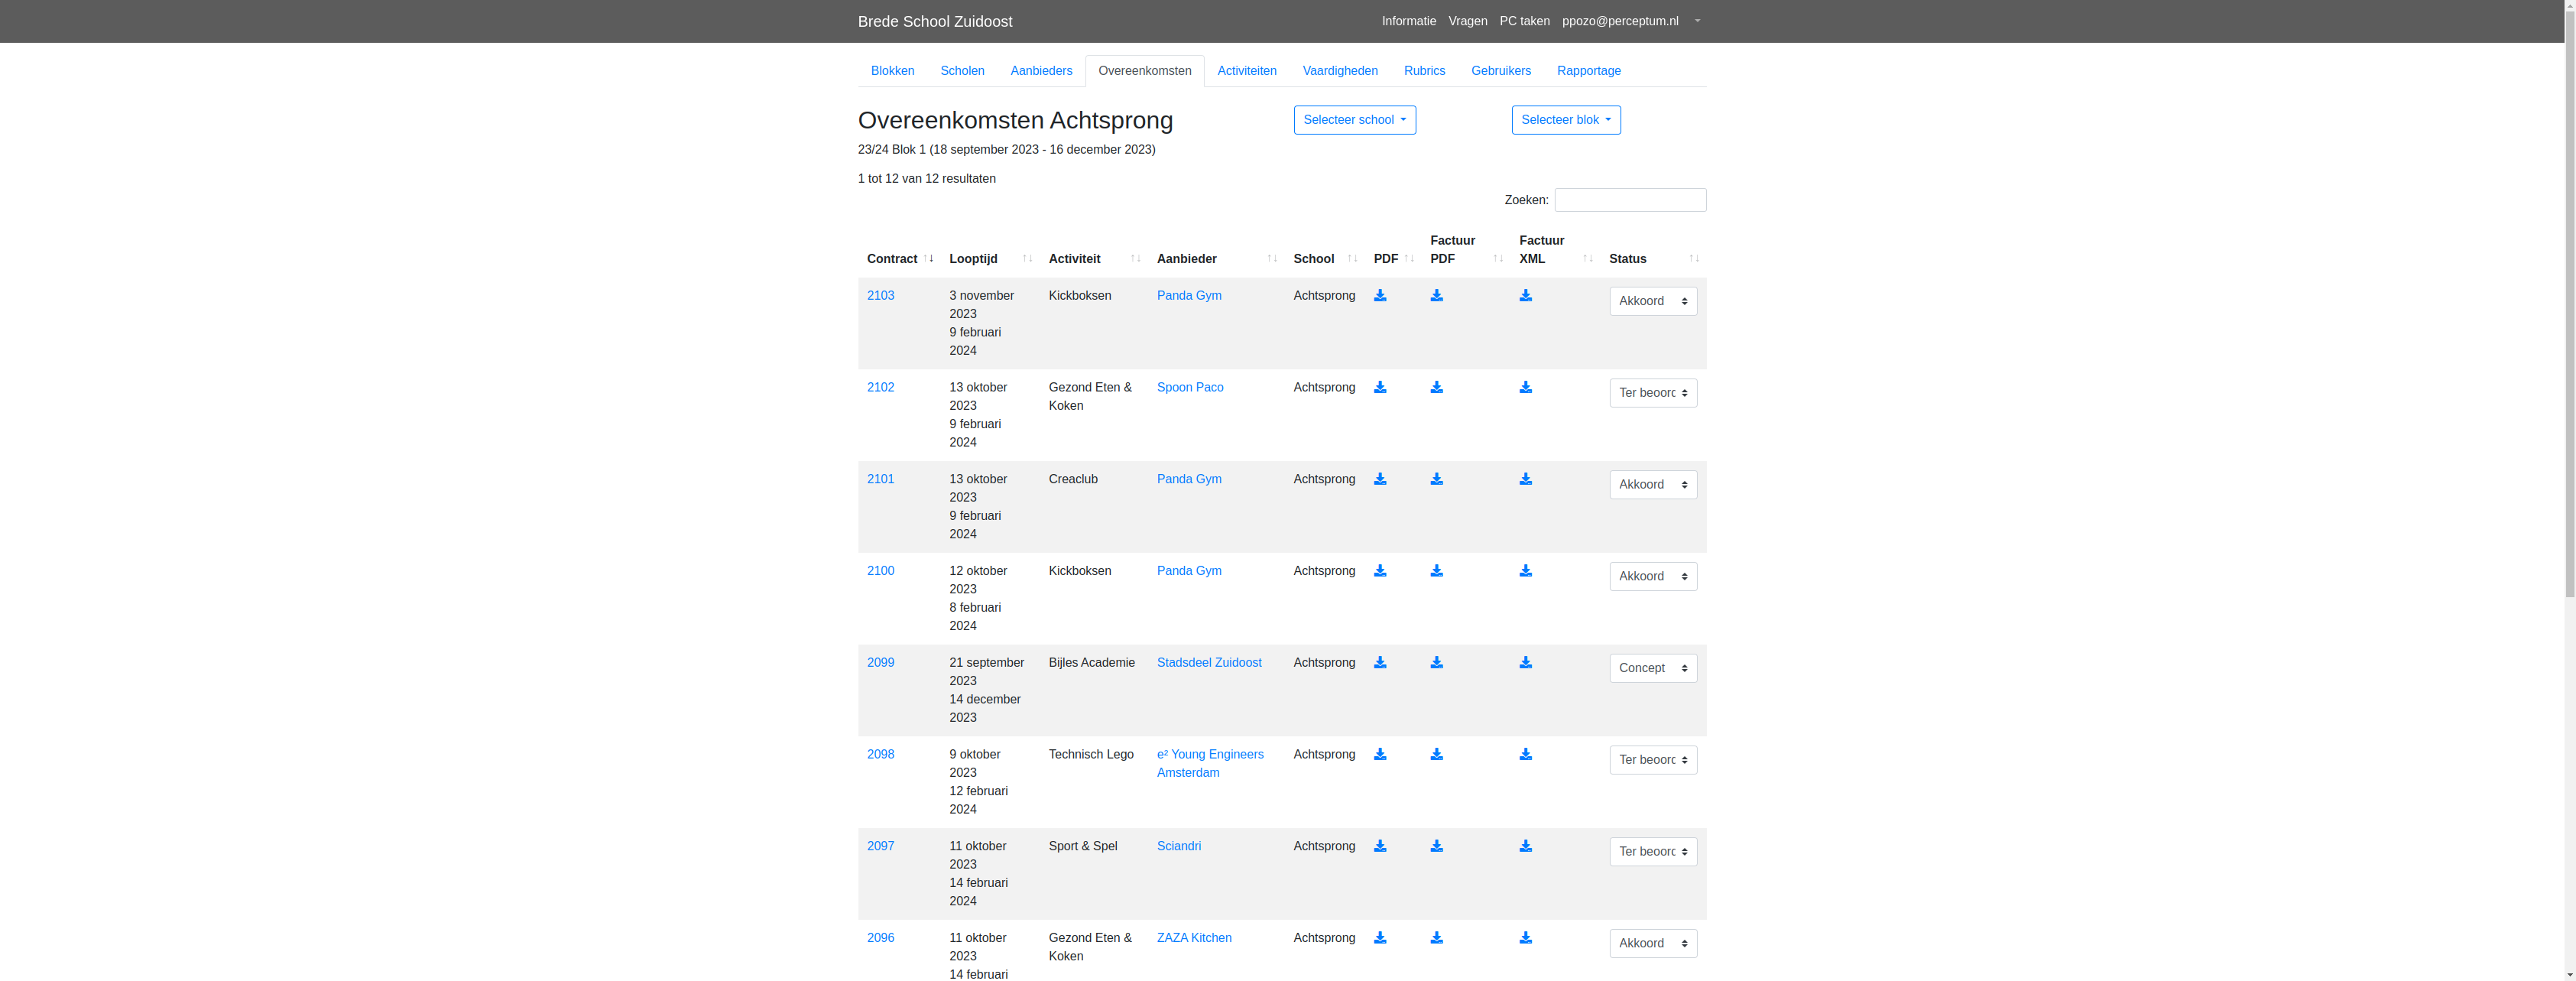 Brede School Zuidoost
Informatie Vragen PC taken ppozo@perceptum.nl
Blokken Scholen Aanbieders Overeenkomsten Activiteiten Vaardigheden Rubrics Gebruikers Rapportage
Overeenkomsten Achtsprong
Selecteer school
Selecteer blok
23/24 Blok 1 (18 september 2023 - 16 december 2023)
1 tot 12 van 12 resultaten
Zoeken:
Contract Looptijd Activiteit Aanbieder School PDF Factuur PDF Factuur XML Status
2103 3 november Kickboksen Panda Gym Achtsprong Akkoord
2023
9 februari
2024
2102 13 oktober Gezond Eten & Spoon Paco Achtsprong Ter beoord
2023 Koken
9 februari
2024
2101 13 oktober Creaclub Panda Gym Achtsprong Akkoord
2023
9 februari
2024
2100 12 oktober Kickboksen Panda Gym Achtsprong Akkoord
2023
8 februari
2024
2099 21 september Bijles Academie Stadsdeel Zuidoost Achtsprong Concept
2023
14 december
2023
2098 9 oktober Technisch Lego e² Young Engineers Achtsprong Ter beoord
2023 Amsterdam
12 februari
2024
2097 11 oktober Sport & Spel Sciandri Achtsprong Ter beoord
2023
14 februari
2024
2096 11 oktober Gezond Eten & ZAZA Kitchen Achtsprong Akkoord
2023 Koken
14 februari